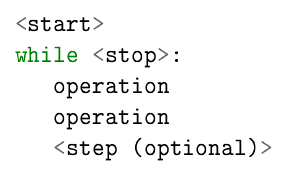 <start>
while <stop>:
operation
operation
<step (optional)>